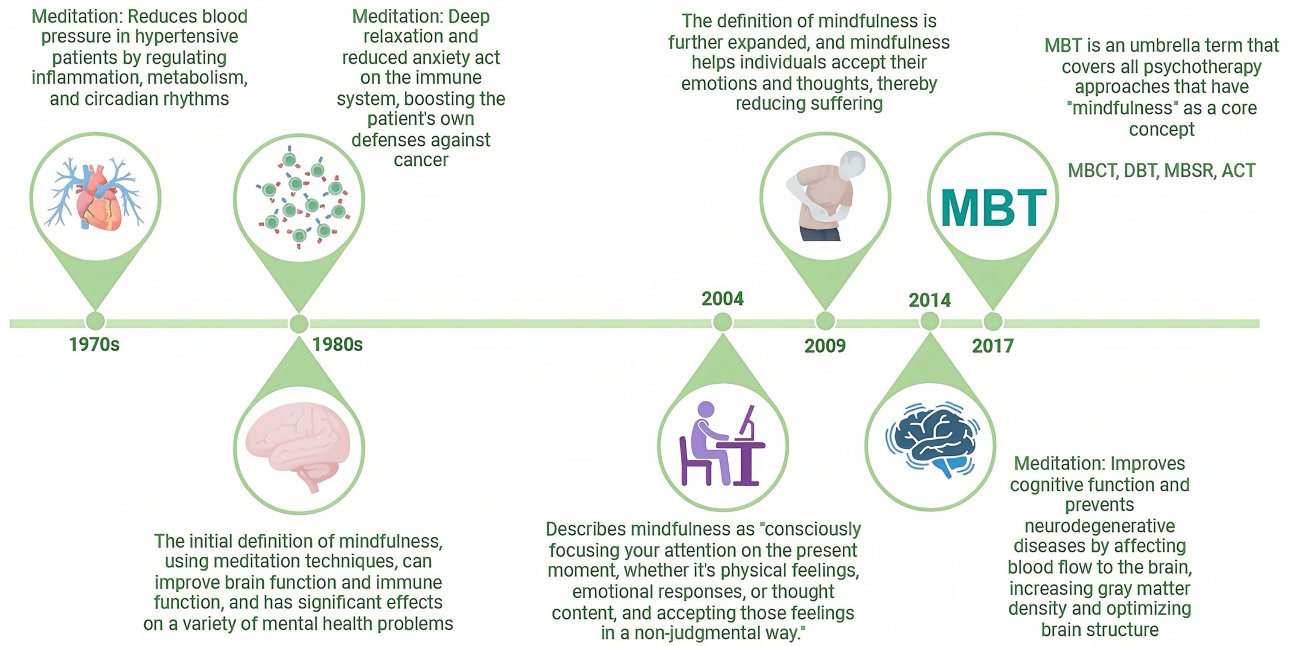 Meditation: Reduces blood
pressure in hypertensive
patients by regulating
inflammation, metabolism,
and circadian rhythms
Meditation: Deep
relaxation and
reduced anxiety act
on the immune
system, boosting the
patient's own
defenses against
cancer
The definition of mindfulness is
further expanded, and mindfulness
helps individuals accept their
emotions and thoughts, thereby
reducing suffering
MBT is an umbrella term that
covers all psychotherapy
approaches that have
"mindfulness" as a core
concept
MBCT, DBT, MBSR, ACT
MBT
1970s
1980s
2004
2009
2014
2017
The initial definition of mindfulness,
using meditation techniques, can
improve brain function and immune
function, and has significant effects
on a variety of mental health problems
Describes mindfulness as "consciously
focusing your attention on the present
moment, whether it's physical feelings,
emotional responses, or thought
content, and accepting those feelings
in a non-judgmental way."
Meditation: Improves
cognitive function and
prevents
neurodegenerative
diseases by affecting
blood flow to the brain,
increasing gray matter
density and optimizing
brain structure